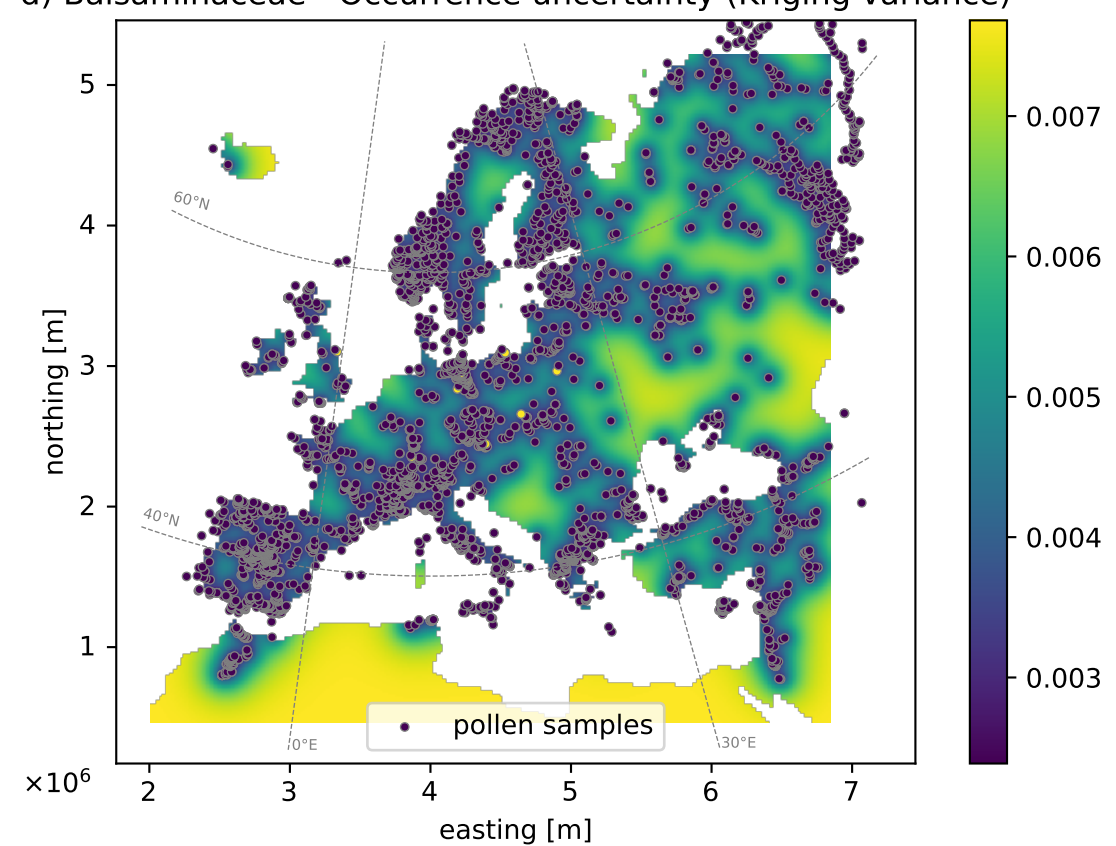 d) Balsaminaceae - Occurrence uncertainty (Kriging variance)
5
4
3
2
1
northing [m]
60°N
40°N
0°E
30°E
pollen samples
×10⁶
2 3 4 5 6 7
easting [m]
0.007
0.006
0.005
0.004
0.003